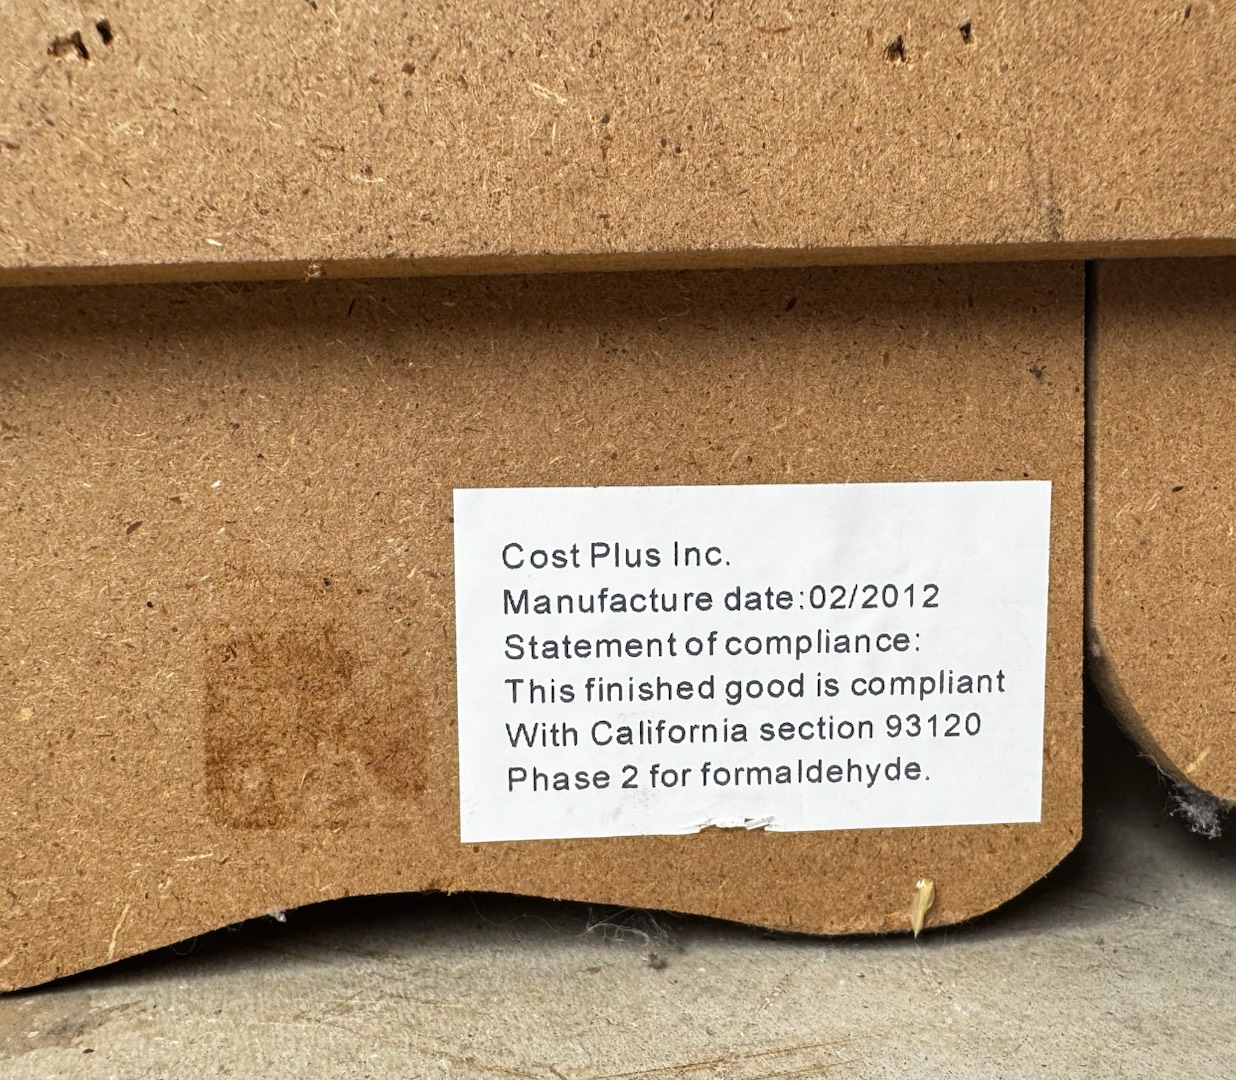 Cost Plus Inc.
Manufacture date:02/2012
Statement of compliance:
This finished good is compliant
With California section 93120
Phase 2 for formaldehyde.